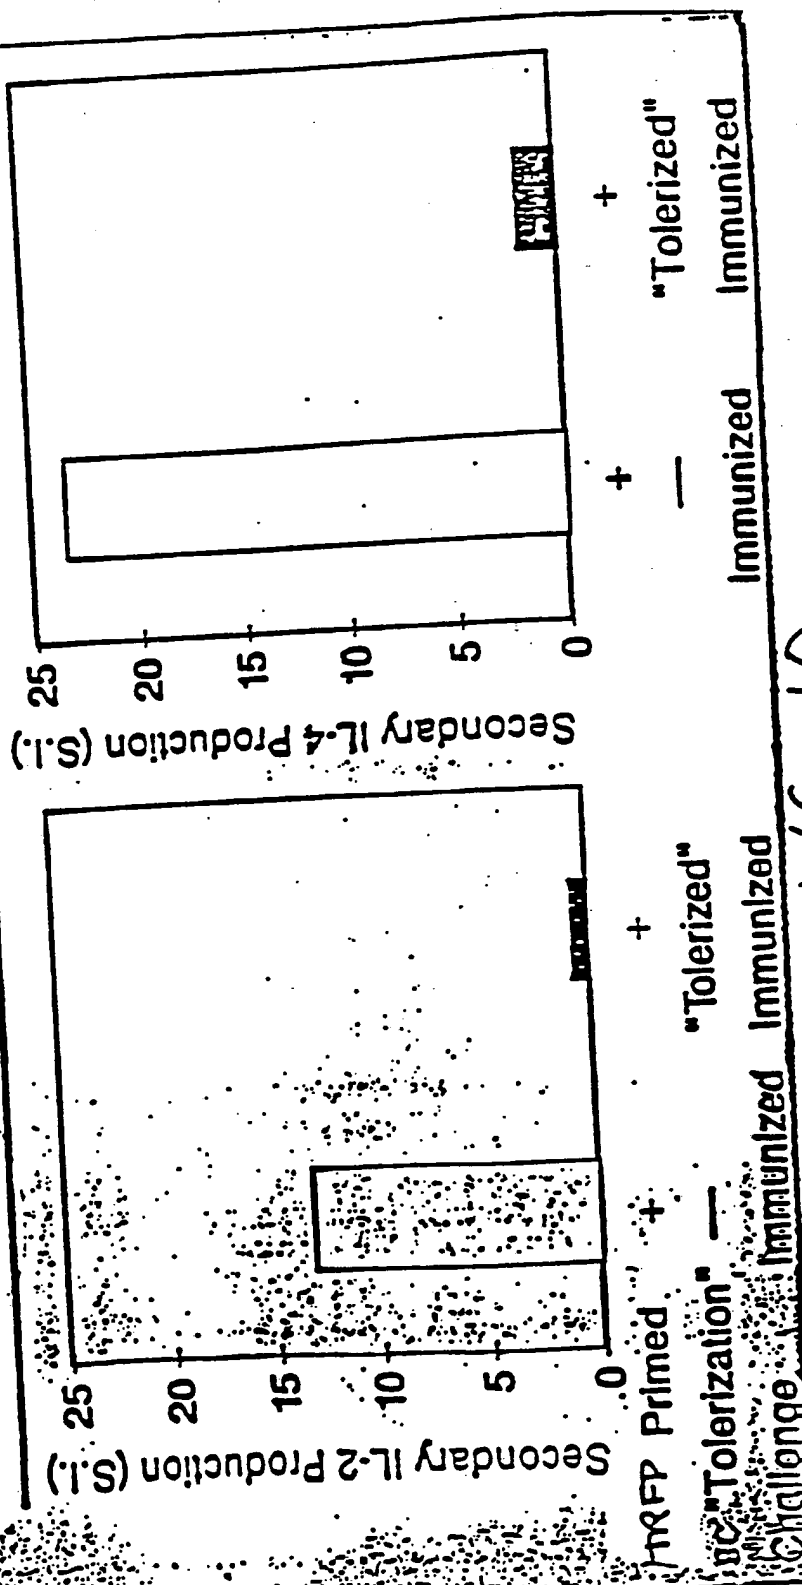 Secondary IL-2 Production (S.I.)
25
20
15
10
5
0
Secondary IL-4 Production (S.I.)
25
20
15
10
5
0
Primed + + + +
"Tolerization" — "Tolerized" — "Tolerized"
Challenge Immunized Immunized Immunized Immunized